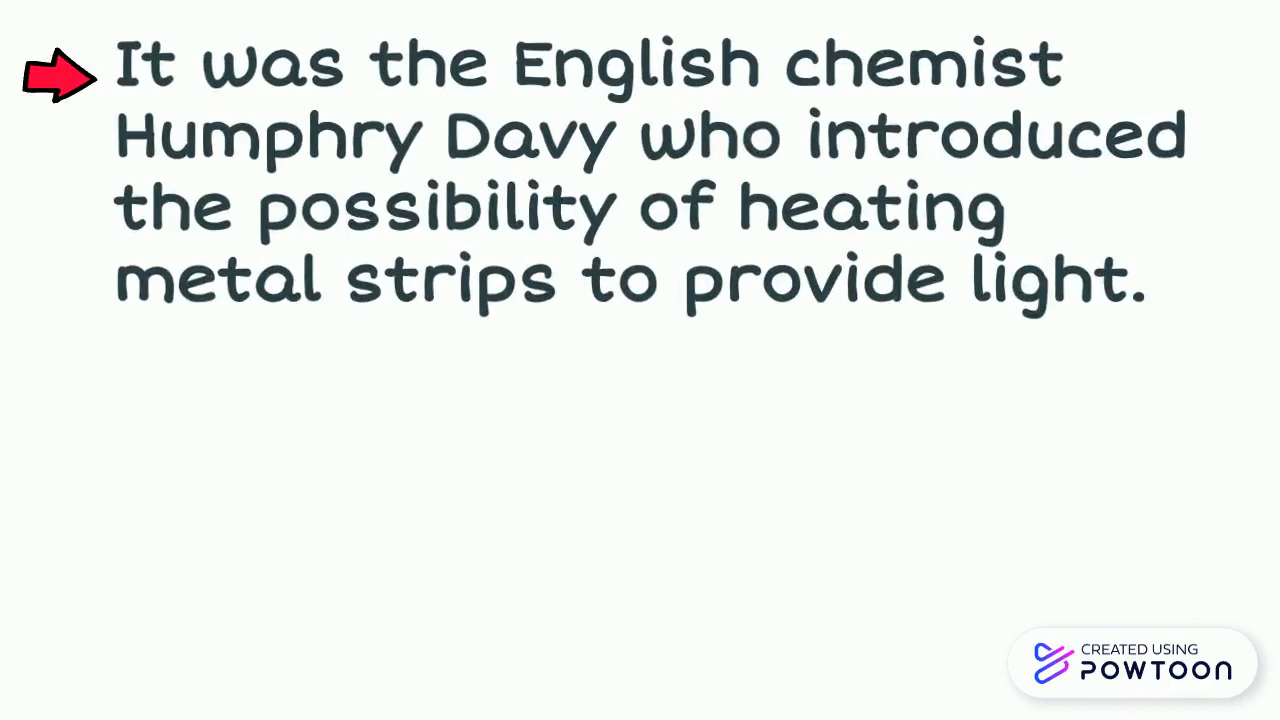 It was the English chemist
Humphry Davy who introduced
the possibility of heating
metal strips to provide light.
CREATED USING
POWTOON